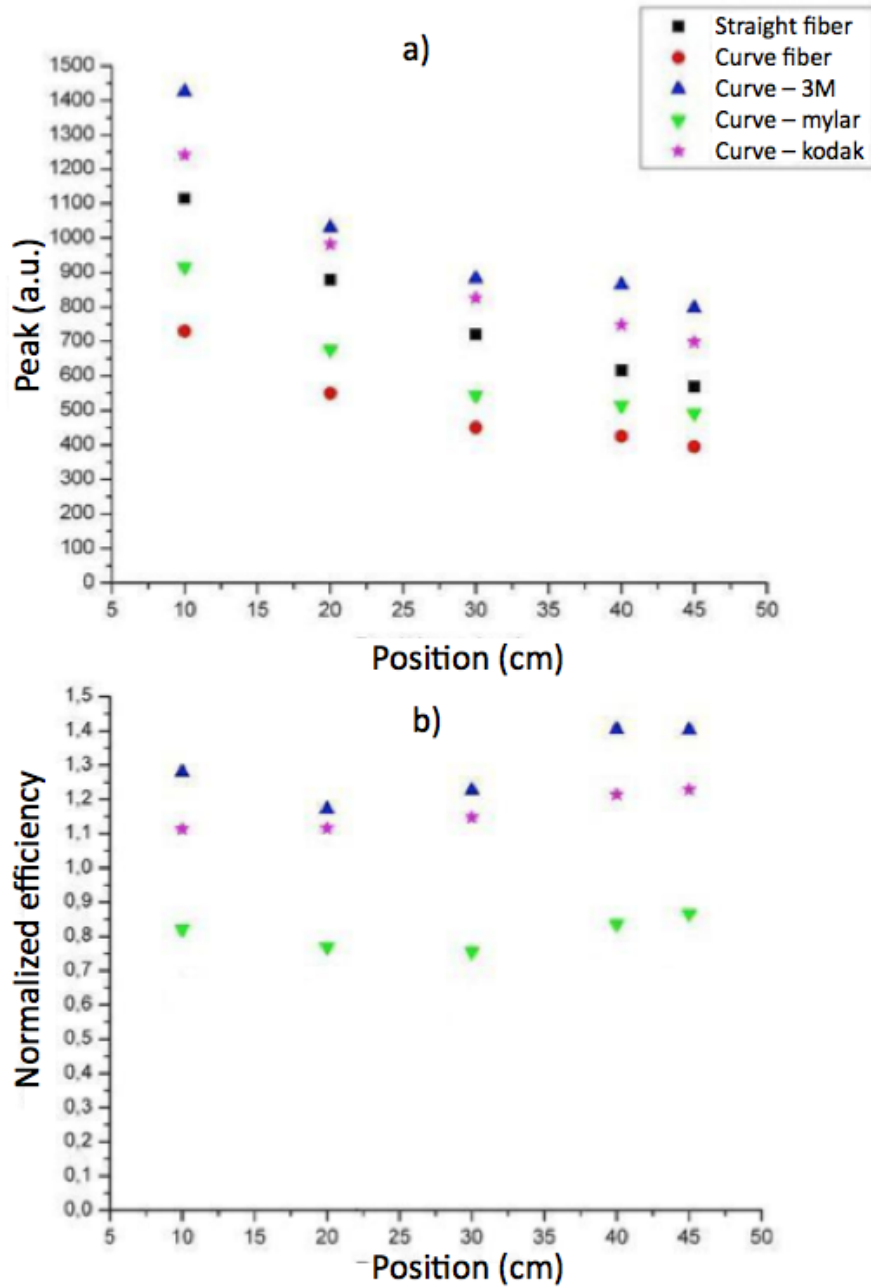 a)
Straight fiber
Curve fiber
Curve – 3M
Curve – mylar
Curve – kodak
Peak (a.u.)
1500
1400
1300
1200
1100
1000
900
800
700
600
500
400
300
200
100
0
5 10 15 20 25 30 35 40 45 50
Position (cm)
b)
Normalized efficiency
1,5
1,4
1,3
1,2
1,1
1,0
0,9
0,8
0,7
0,6
0,5
0,4
0,3
0,2
0,1
0,0
5 10 15 20 25 30 35 40 45 50
Position (cm)